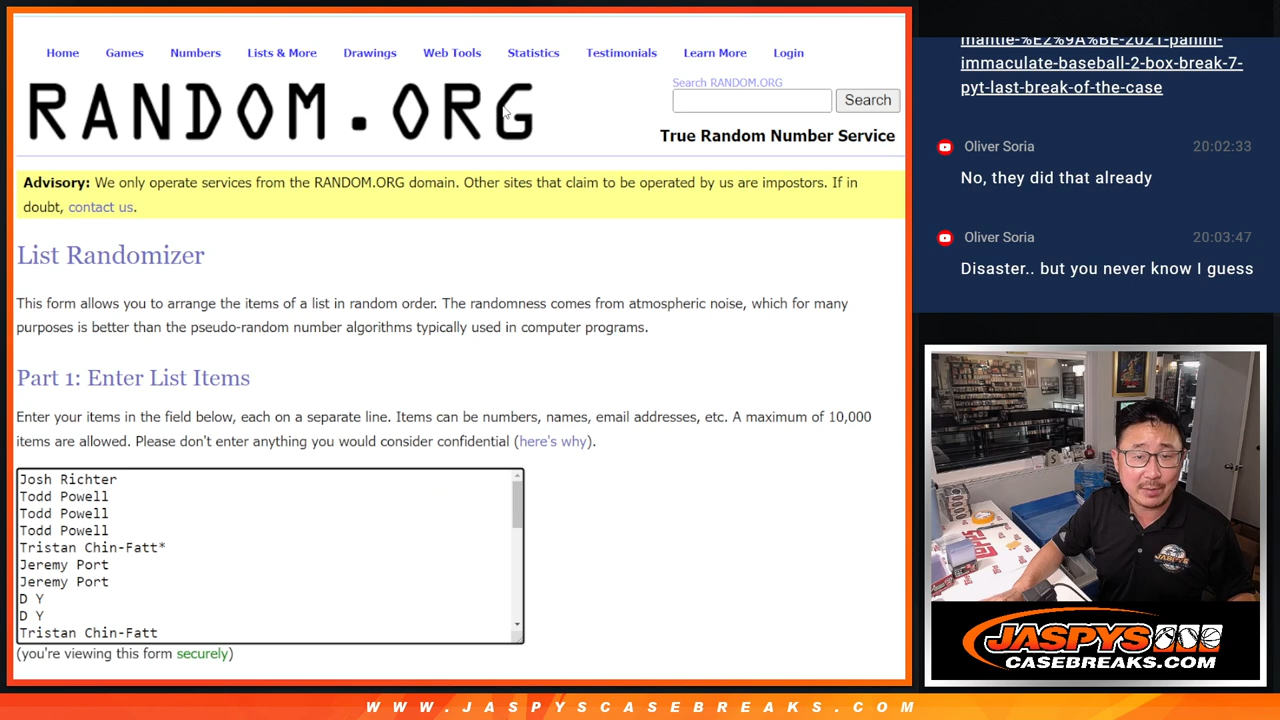 Home Games Numbers Lists & More Drawings Web Tools Statistics Testimonials Learn More Login
RANDOM.ORG
Search RANDOM.ORG
Search
True Random Number Service
Advisory: We only operate services from the RANDOM.ORG domain. Other sites that claim to be operated by us are impostors. If in
doubt, contact us.
List Randomizer
This form allows you to arrange the items of a list in random order. The randomness comes from atmospheric noise, which for many
purposes is better than the pseudo-random number algorithms typically used in computer programs.
Part 1: Enter List Items
Enter your items in the field below, each on a separate line. Items can be numbers, names, email addresses, etc. A maximum of 10,000
items are allowed. Please don't enter anything you would consider confidential (here's why).
Josh Richter
Todd Powell
Todd Powell
Todd Powell
Tristan Chin-Fatt*
Jeremy Port
Jeremy Port
D Y
D Y
Tristan Chin-Fatt
(you're viewing this form securely)
mantle-%E2%9A%BE-2021-panini-
immaculate-baseball-2-box-break-7-
pyt-last-break-of-the-case
Oliver Soria 20:02:33
No, they did that already
Oliver Soria 20:03:47
Disaster.. but you never know I guess
JASPYS
CASEBREAKS.COM
WWW.JASPYSCASEBREAKS.COM